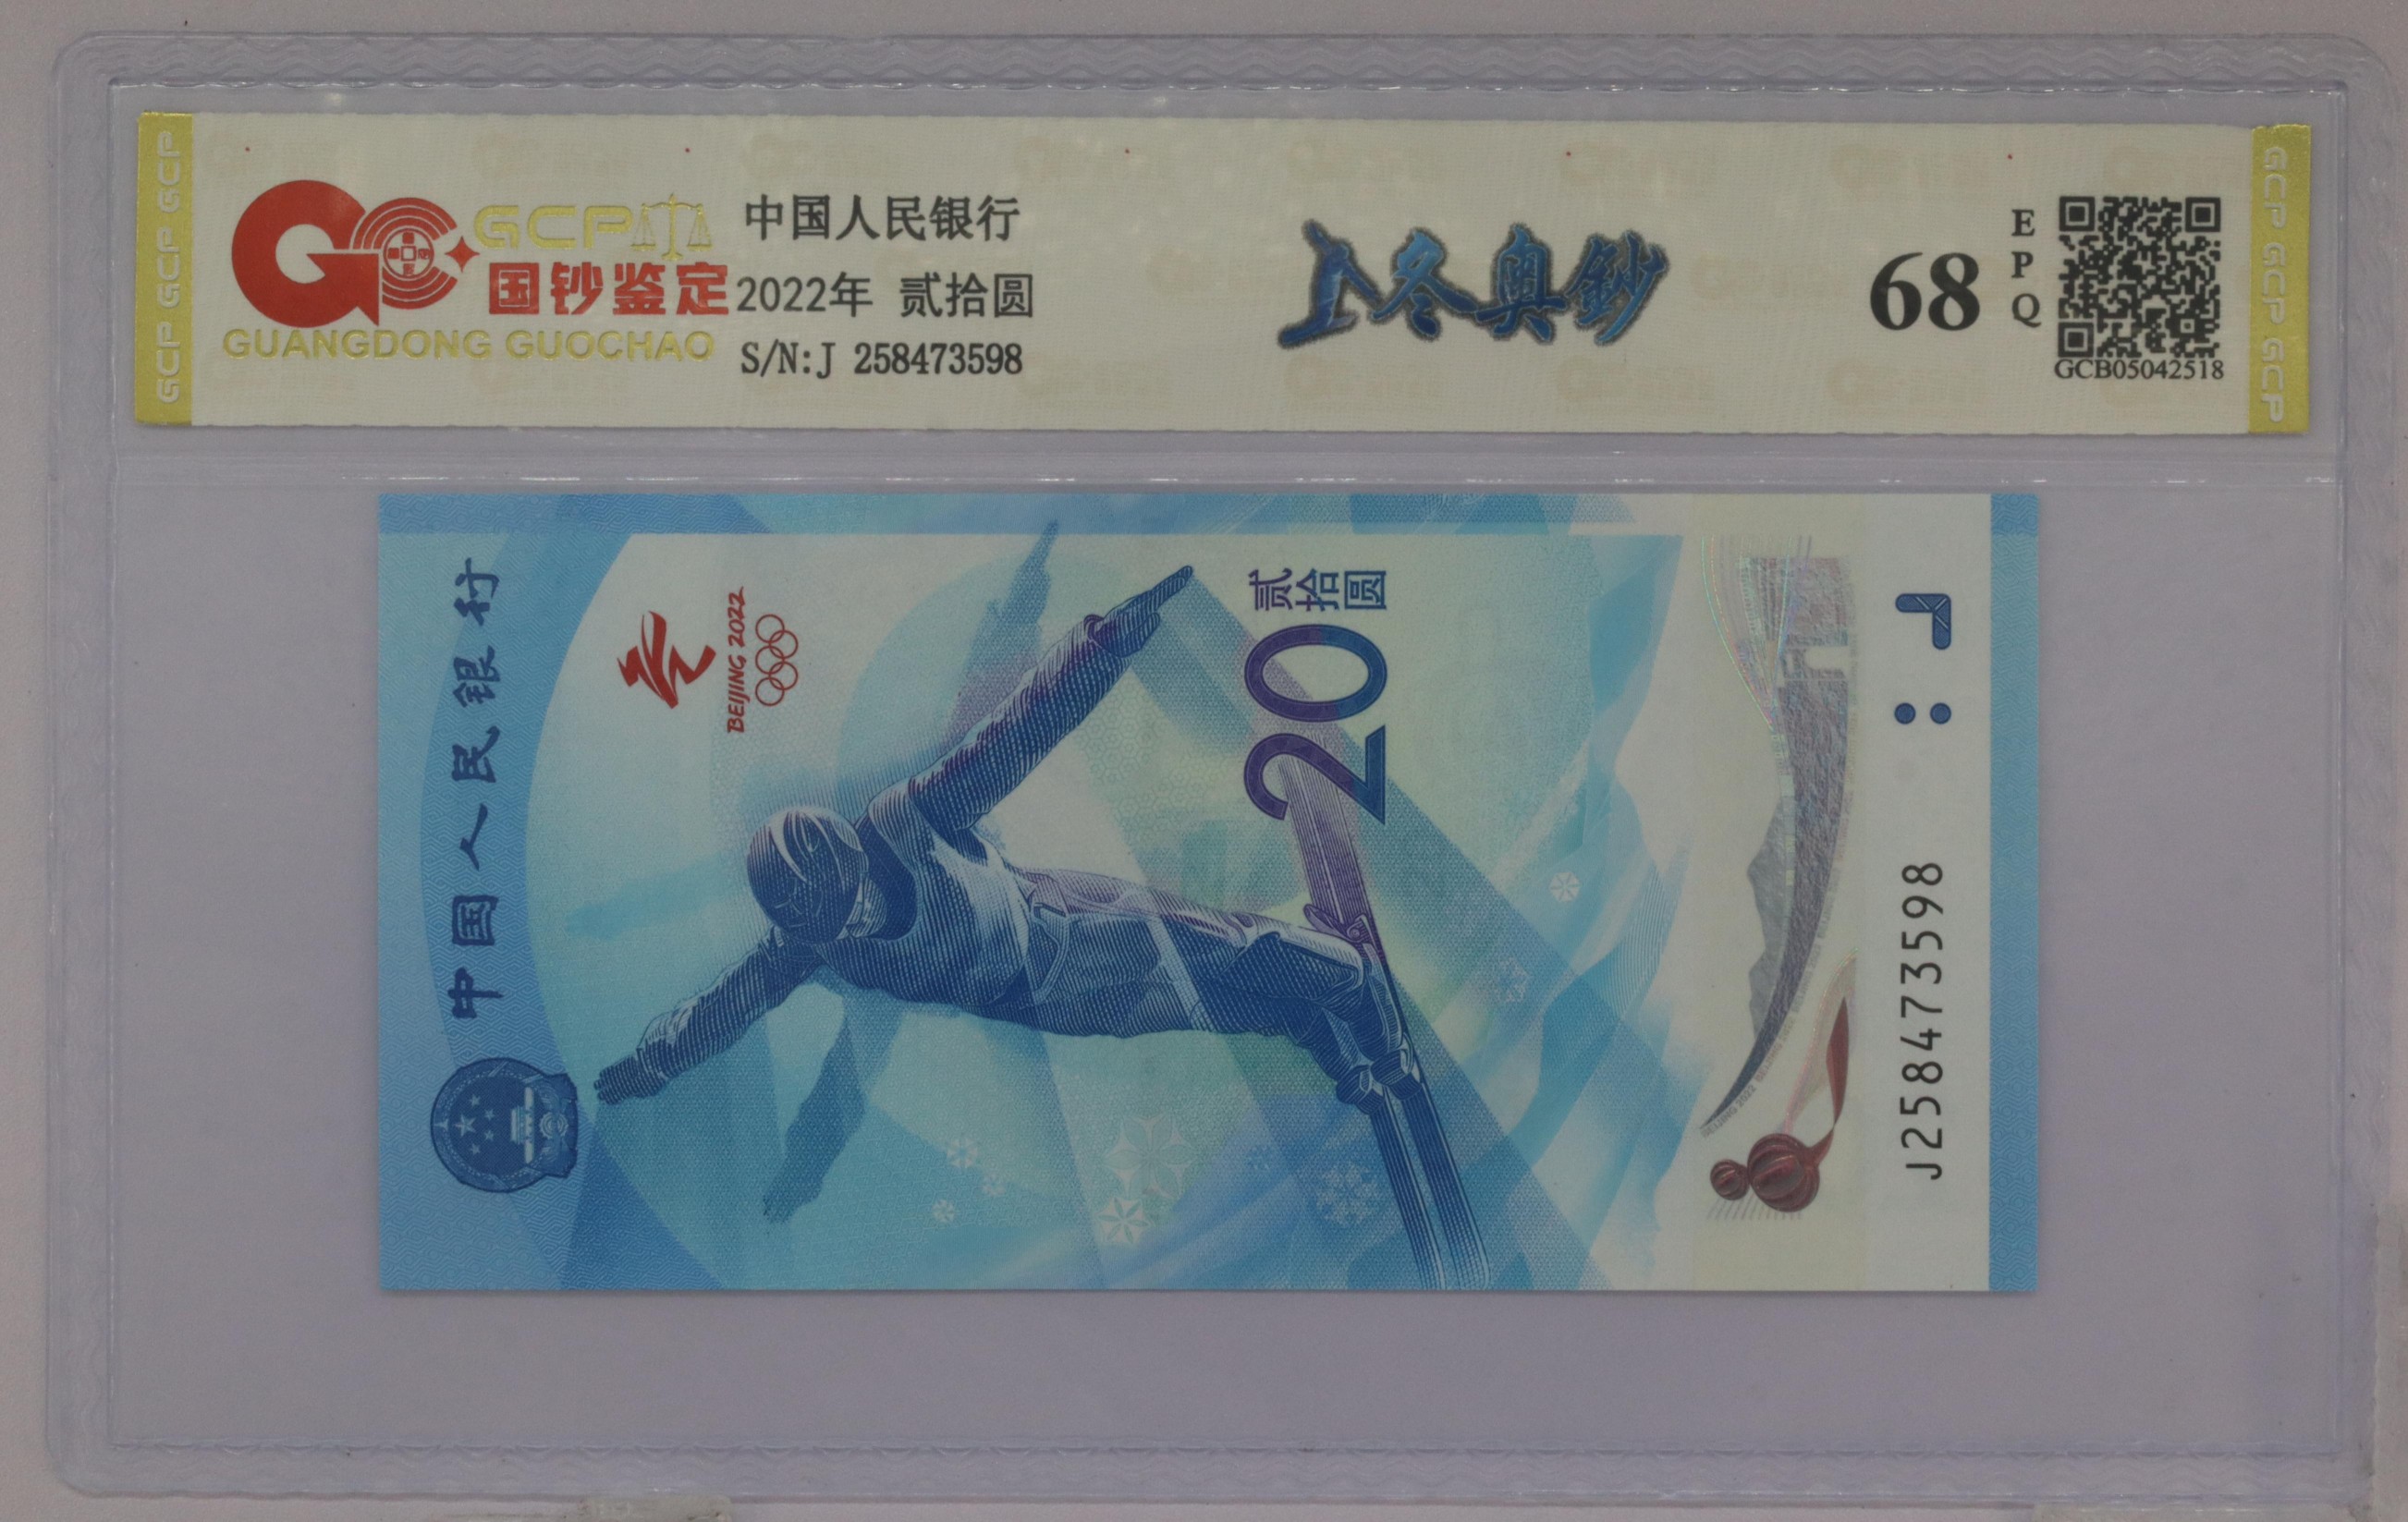 GCP GCP GCP
GCP
国钞鉴定
GUANGDONG GUOCHAO
中国人民银行
2022年 贰拾圆
S/N:J 258473598
冬奥鈔
68
EPQ
GCB05042518
GCP GCP GCP
中国人民银行
BEIJING 2022
贰拾圆
20
J258473598